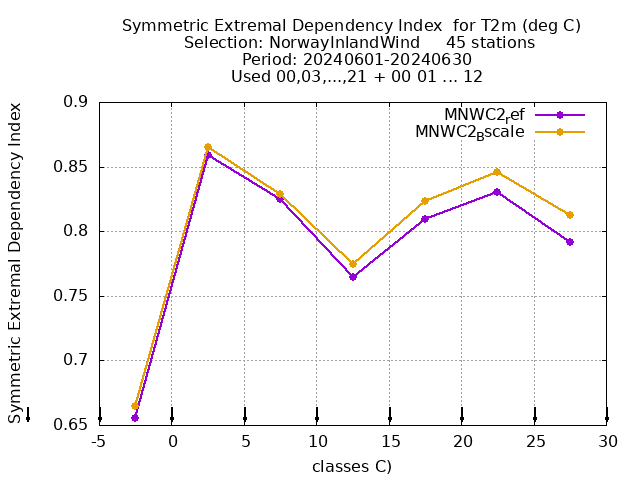 Symmetric Extremal Dependency Index for T2m (deg C)
Selection: NorwayInlandWind 45 stations
Period: 20240601-20240630
Used 00,03,...,21 + 00 01 ... 12
Symmetric Extremal Dependency Index
0.9
0.85
0.8
0.75
0.7
0.65
MNWC2ref
MNWC2Bscale
-5 0 5 10 15 20 25 30
classes C)